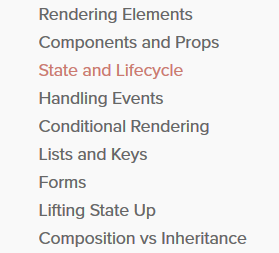 Rendering Elements
Components and Props
State and Lifecycle
Handling Events
Conditional Rendering
Lists and Keys
Forms
Lifting State Up
Composition vs Inheritance